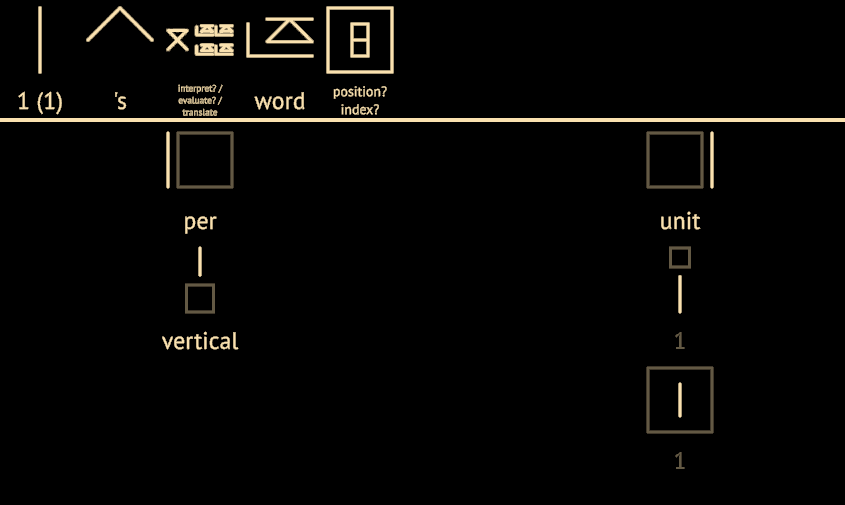 1 (1) 's interpret? / evaluate? / translate word position? index?
per unit
vertical 1
1